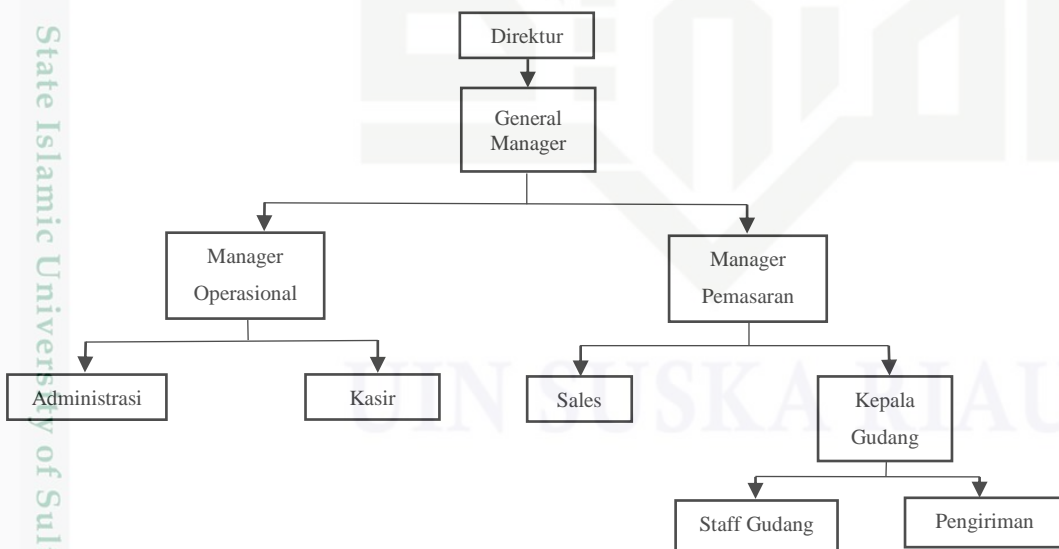 Direktur
General
Manager
Manager
Operasional
Manager
Pemasaran
Administrasi
Kasir
Sales
Kepala
Gudang
Staff Gudang
Pengiriman
State Islamic University of Sul
UIN SUSKA RIAU